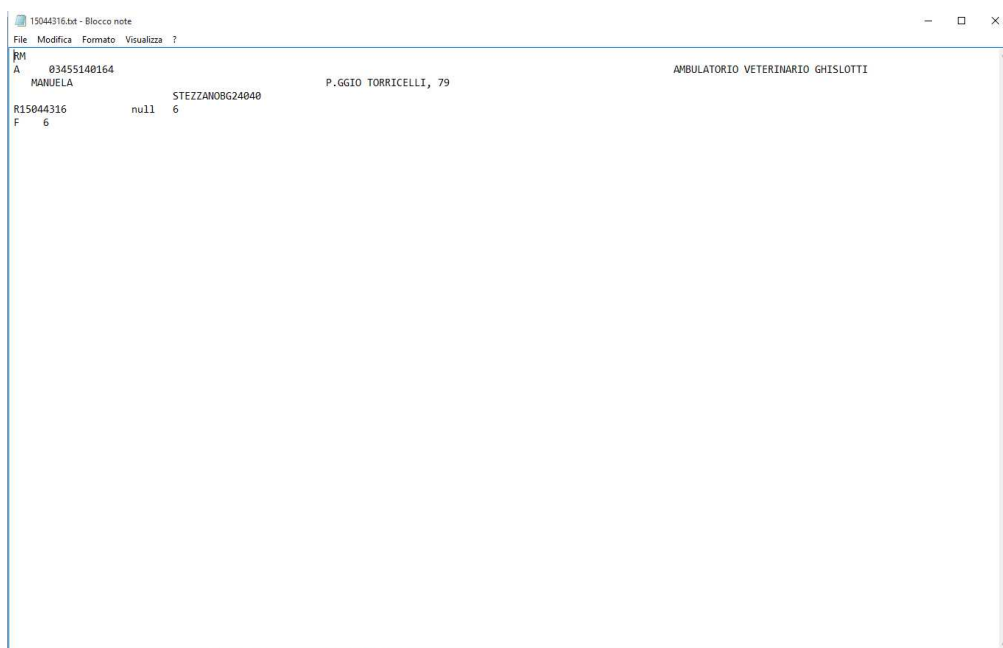 15044316.txt - Blocco note
File Modifica Formato Visualizza ?
RM
A 03455140164 AMBULATORIO VETERINARIO GHISLOTTI
MANUELA P.GGIO TORRICELLI, 79
STEZZANOBG24040
R15044316 null 6
F 6